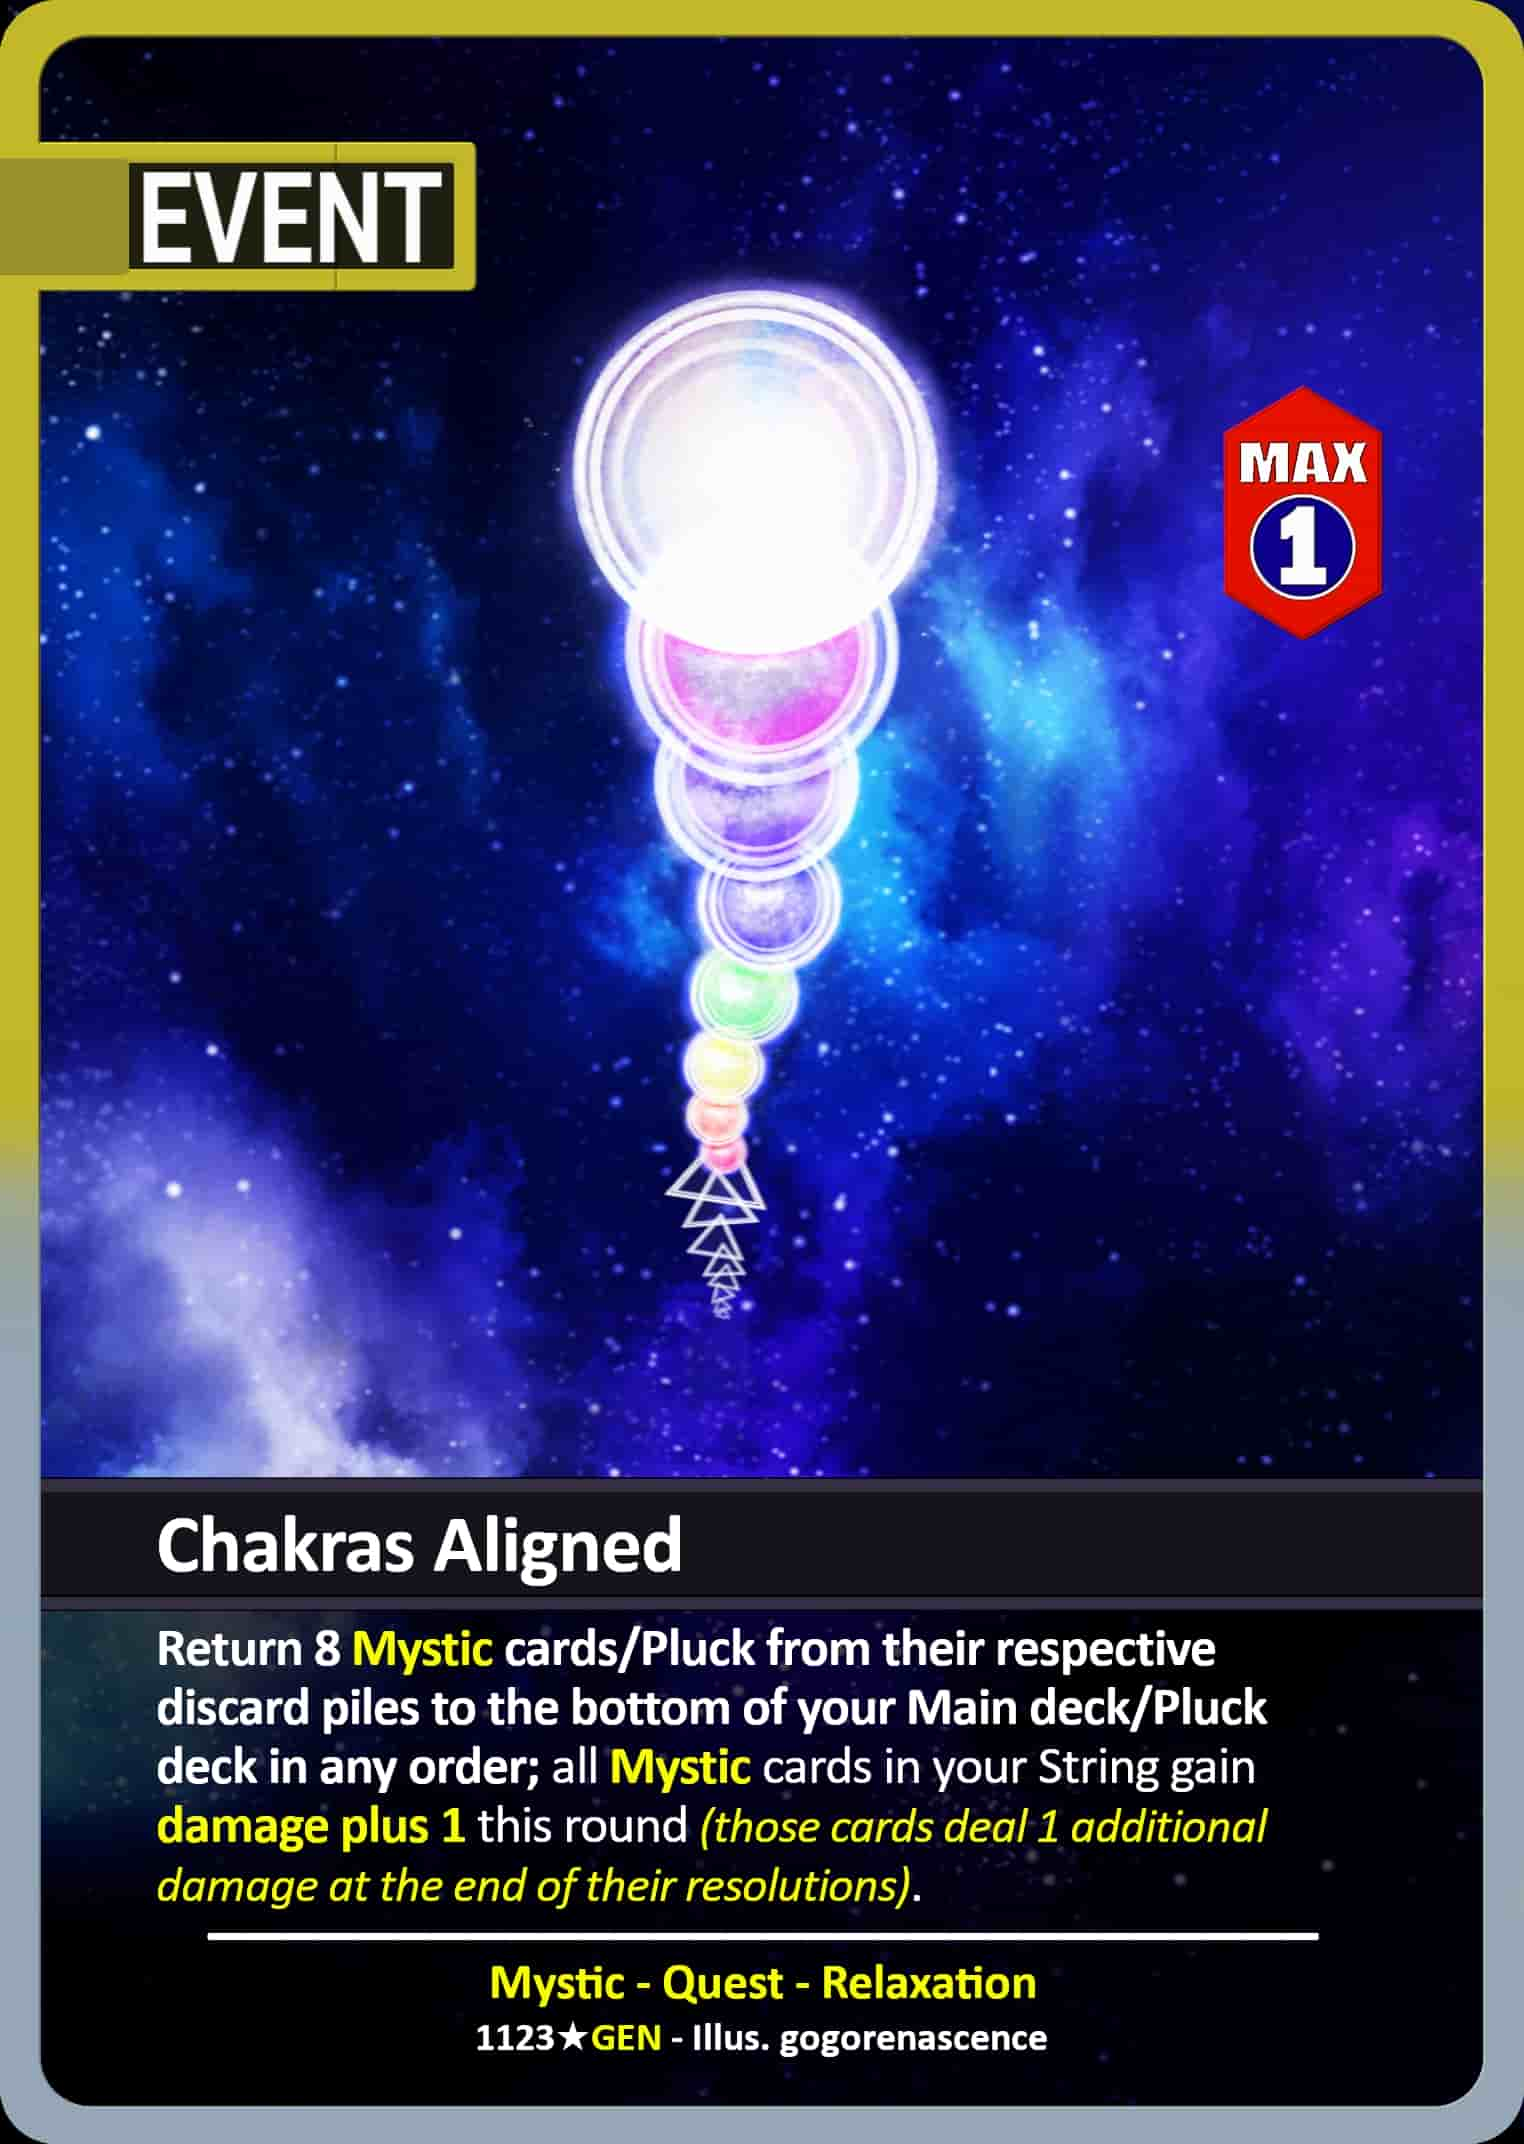 EVENT
MAX
1
Chakras Aligned
Return 8 Mystic cards/Pluck from their respective
discard piles to the bottom of your Main deck/Pluck
deck in any order; all Mystic cards in your String gain
damage plus 1 this round (those cards deal 1 additional
damage at the end of their resolutions).
Mystic - Quest - Relaxation
1123★GEN - Illus. gogorenascence